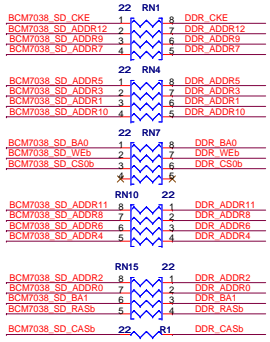 22 RN1
BCM7038_SD_CKE 1 8 DDR_CKE
BCM7038_SD_ADDR12 2 7 DDR_ADDR12
BCM7038_SD_ADDR9 3 6 DDR_ADDR9
BCM7038_SD_ADDR7 4 5 DDR_ADDR7
22 RN4
BCM7038_SD_ADDR5 1 8 DDR_ADDR5
BCM7038_SD_ADDR3 2 7 DDR_ADDR3
BCM7038_SD_ADDR1 3 6 DDR_ADDR1
BCM7038_SD_ADDR10 4 5 DDR_ADDR10
22 RN7
BCM7038_SD_BA0 1 8 DDR_BA0
BCM7038_SD_WEb 2 7 DDR_WEb
BCM7038_SD_CS0b 3 6 DDR_CS0b
4 5
RN10 22
BCM7038_SD_ADDR11 8 1 DDR_ADDR11
BCM7038_SD_ADDR8 7 2 DDR_ADDR8
BCM7038_SD_ADDR6 6 3 DDR_ADDR6
BCM7038_SD_ADDR4 5 4 DDR_ADDR4
RN15 22
BCM7038_SD_ADDR2 8 1 DDR_ADDR2
BCM7038_SD_ADDR0 7 2 DDR_ADDR0
BCM7038_SD_BA1 6 3 DDR_BA1
BCM7038_SD_RASb 5 4 DDR_RASb
BCM7038_SD_CASb 22 R1 DDR_CASb